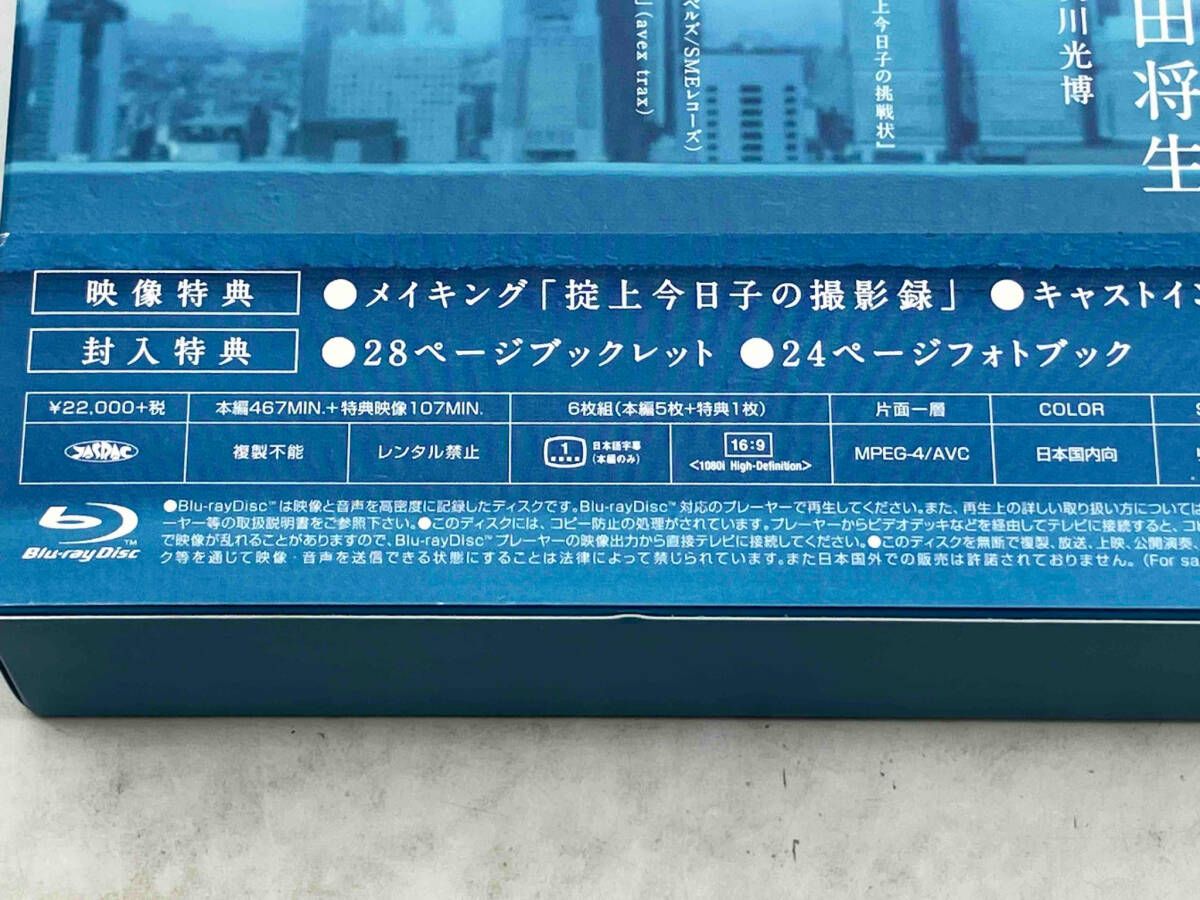 田将生
川光博
上今日子の挑戦状』
ベルズ/SMEレコーズ)
」(avex trax)
映像特典 ●メイキング「掟上今日子の撮影録」 ●キャストイ
封入特典 ●28ページブックレット ●24ページフォトブック
¥22,000+税 本編467MIN.+特典映像107MIN. 6枚組(本編5枚+特典1枚) 片面一層 COLOR
JASRAC 複製不能 レンタル禁止 1 日本語字幕 (本編のみ) 16:9 <1080i High-Definition> MPEG-4/AVC 日本国内向
Blu-ray Disc
●Blu-rayDisc™は映像と音声を高密度に記録したディスクです。Blu-rayDisc™対応のプレーヤーで再生してください。また、再生上の詳しい取り扱い方については
ーヤー等の取扱説明書をご参照下さい。●このディスクには、コピー防止の処理がされています。プレーヤーからビデオデッキなどを経由してテレビに接続すると、コ
で映像が乱れることがありますので、Blu-rayDisc™プレーヤーの映像出力から直接テレビに接続してください。●このディスクを無断で複製、放送、上映、公開演奏、
ク等を通じて映像・音声を送信できる状態にすることは法律によって禁じられています。また日本国外での販売は許諾されておりません。(For sa